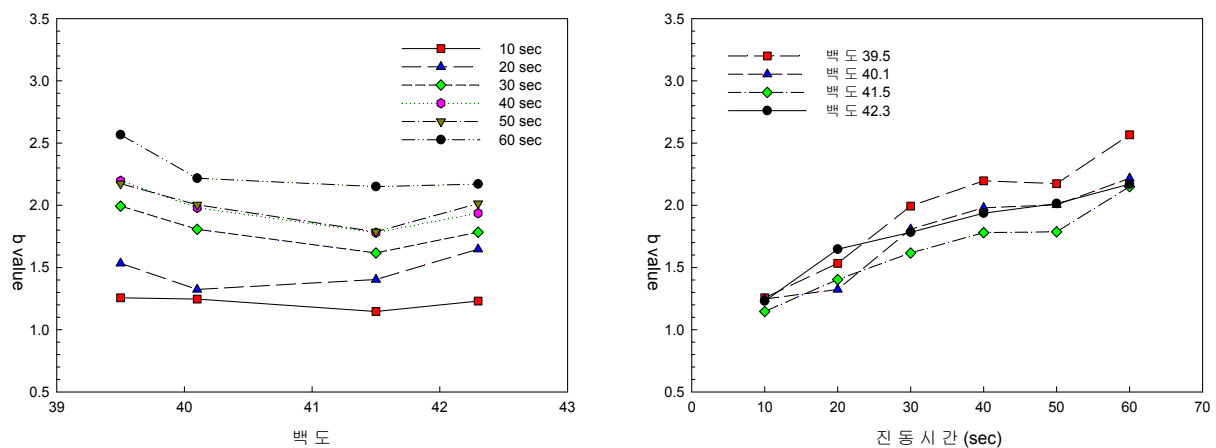 3.5
3.0
2.5
2.0
1.5
1.0
0.5
b value
39
40
41
42
43
백 도
10 sec
20 sec
30 sec
40 sec
50 sec
60 sec
3.5
3.0
2.5
2.0
1.5
1.0
0.5
b value
0
10
20
30
40
50
60
70
진 동 시 간 (sec)
백 도 39.5
백 도 40.1
백 도 41.5
백 도 42.3